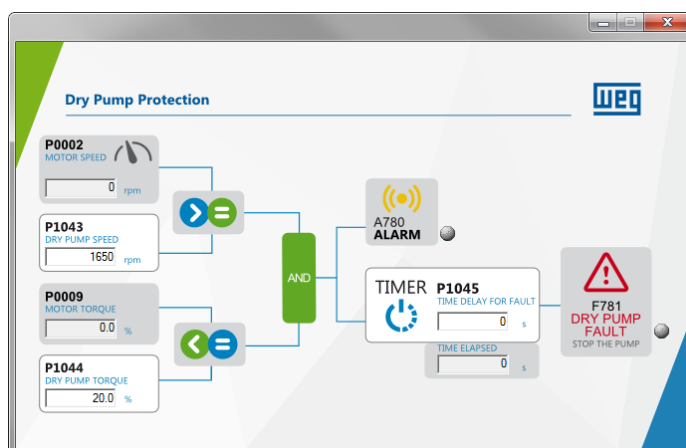 Dry Pump Protection
WEG
P0002
MOTOR SPEED
0 rpm
P1043
DRY PUMP SPEED
1650 rpm
P0009
MOTOR TORQUE
0.0 %
P1044
DRY PUMP TORQUE
20.0 %
> =
< =
AND
A780
ALARM
TIMER
P1045
TIME DELAY FOR FAULT
0 s
TIME ELAPSED
0 s
F781
DRY PUMP
FAULT
STOP THE PUMP